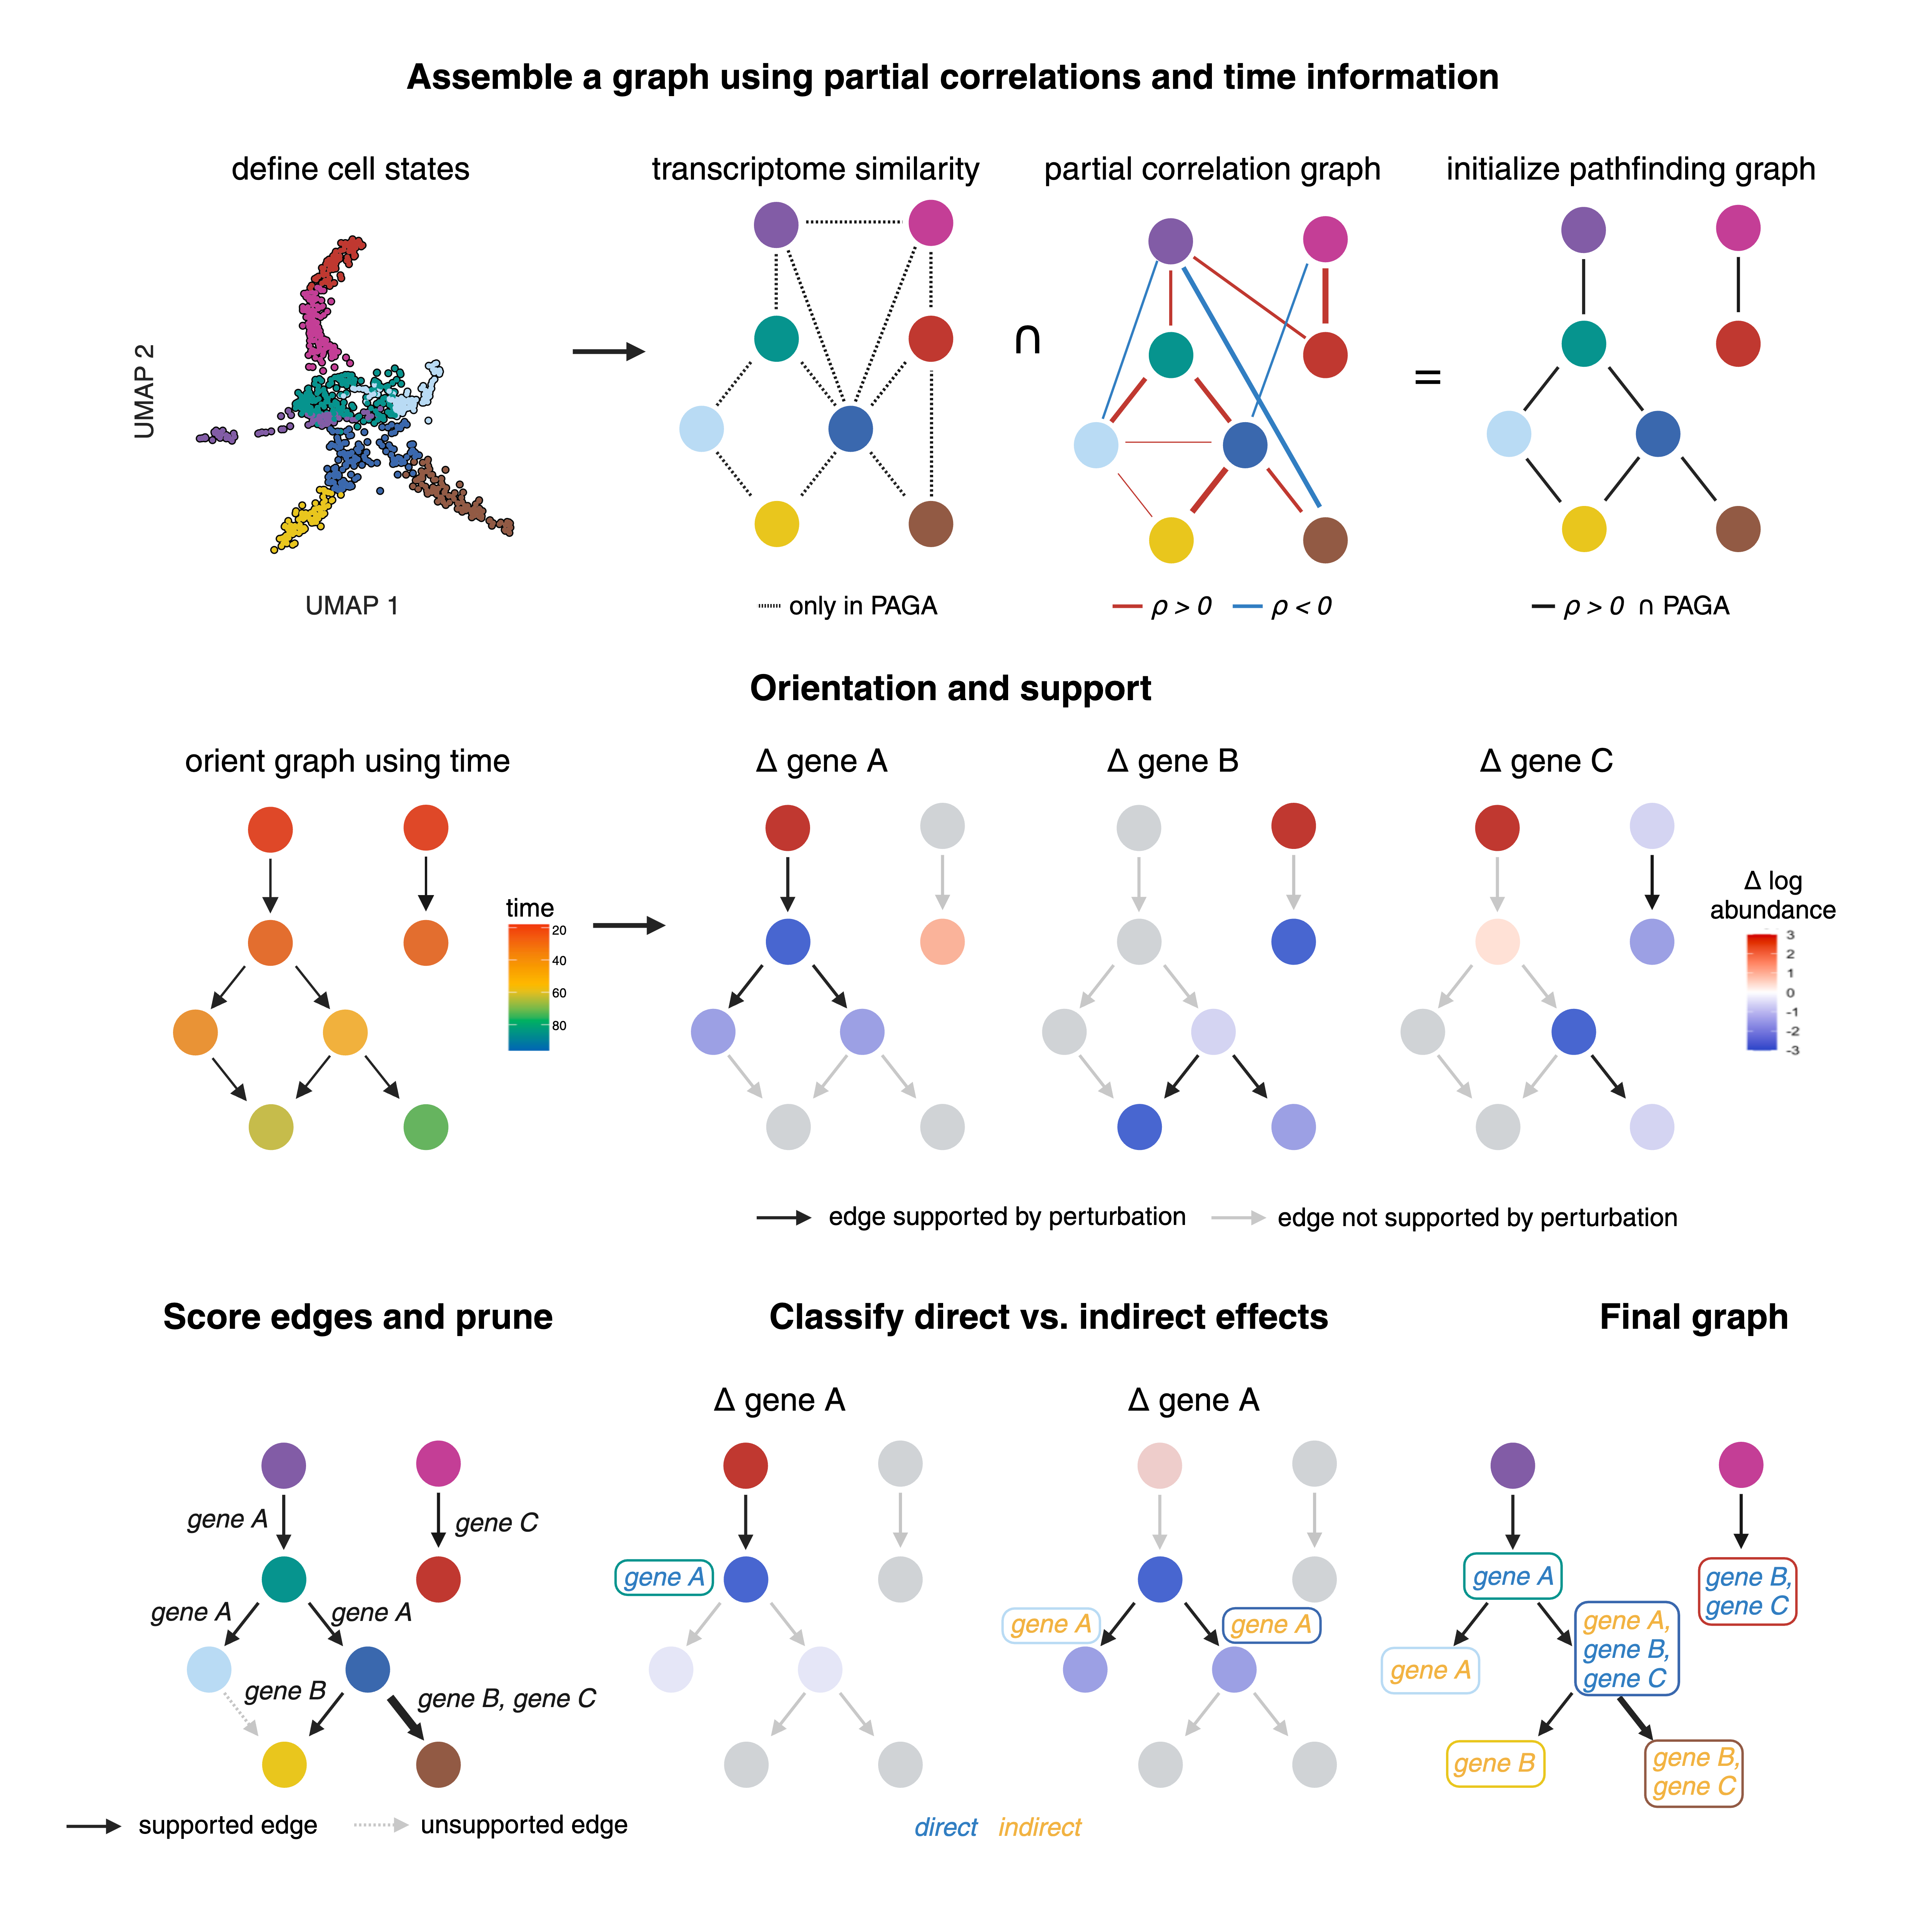 Assemble a graph using partial correlations and time information
define cell states
transcriptome similarity
partial correlation graph
initialize pathfinding graph
UMAP 2
∩
=
UMAP 1
only in PAGA
ρ > 0
ρ < 0
ρ > 0 ∩ PAGA
Orientation and support
orient graph using time
Δ gene A
Δ gene B
Δ gene C
time
20
40
60
80
Δ log
abundance
3
2
1
0
-1
-2
-3
edge supported by perturbation
edge not supported by perturbation
Score edges and prune
Classify direct vs. indirect effects
Final graph
Δ gene A
Δ gene A
gene A
gene C
gene A
gene A
gene B
gene B, gene C
supported edge
unsupported edge
gene A
gene A
gene A
direct
indirect
gene A
gene B,
gene C
gene A
gene A,
gene B,
gene C
gene B
gene B,
gene C